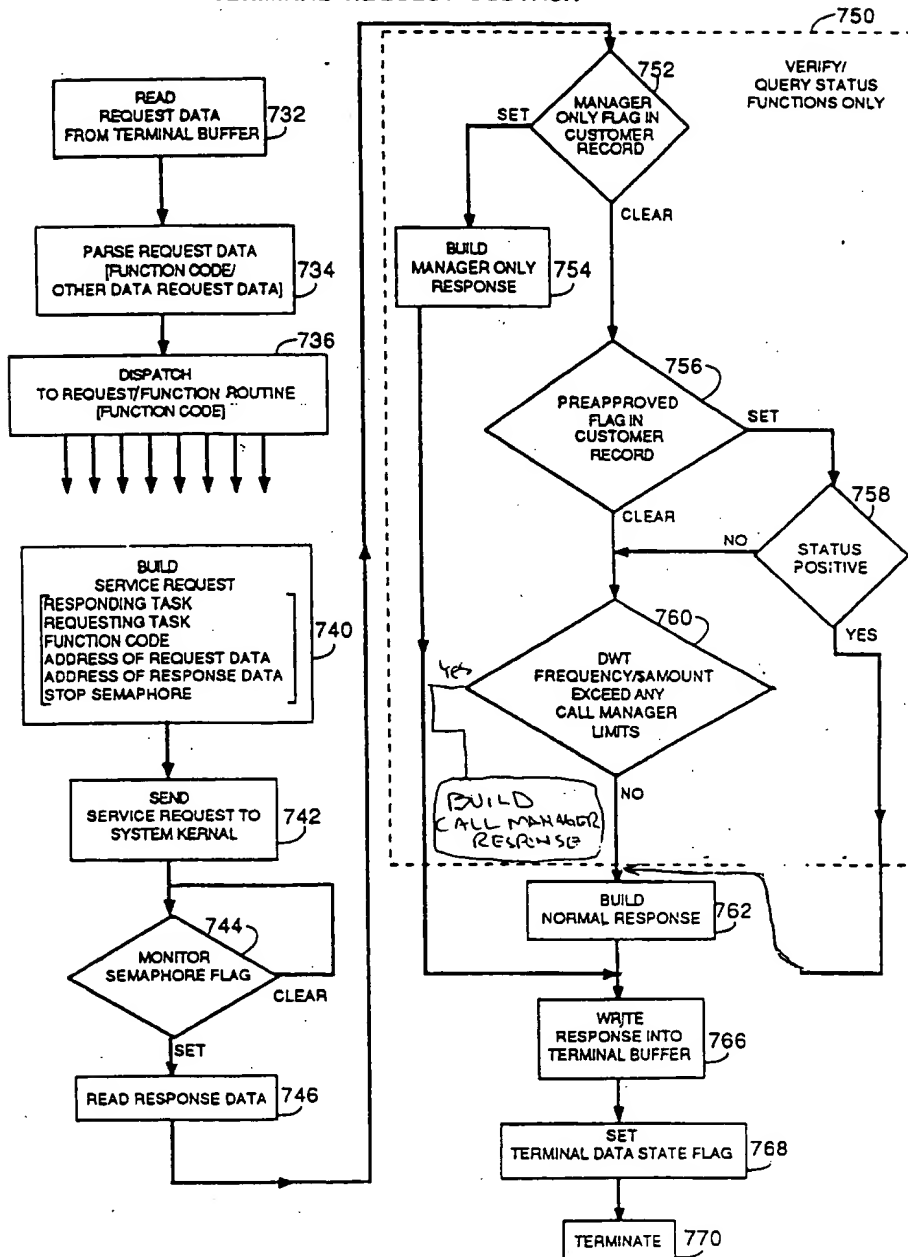 750
VERIFY/
QUERY STATUS
FUNCTIONS ONLY
READ
REQUEST DATA
FROM TERMINAL BUFFER
732
PARSE REQUEST DATA
[FUNCTION CODE/
OTHER DATA REQUEST DATA]
734
736
DISPATCH
TO REQUEST/FUNCTION ROUTINE
[FUNCTION CODE]
BUILD
SERVICE REQUEST
RESPONDING TASK
REQUESTING TASK
FUNCTION CODE
ADDRESS OF REQUEST DATA
ADDRESS OF RESPONSE DATA
STOP SEMAPHORE
740
SEND
SERVICE REQUEST TO
SYSTEM KERNAL
742
744
MONITOR
SEMAPHORE FLAG
CLEAR
SET
READ RESPONSE DATA
746
752
MANAGER
ONLY FLAG IN
CUSTOMER
RECORD
SET
CLEAR
BUILD
MANAGER ONLY
RESPONSE
754
756
PREAPPROVED
FLAG IN
CUSTOMER
RECORD
SET
CLEAR
758
STATUS
POSITIVE
NO
YES
760
DWT
FREQUENCY/$AMOUNT
EXCEED ANY
CALL MANAGER
LIMITS
YES
NO
BUILD
CALL MANAGER
RESPONSE
BUILD
NORMAL RESPONSE
762
WRITE
RESPONSE INTO
TERMINAL BUFFER
766
SET
TERMINAL DATA STATE FLAG
768
TERMINATE
770